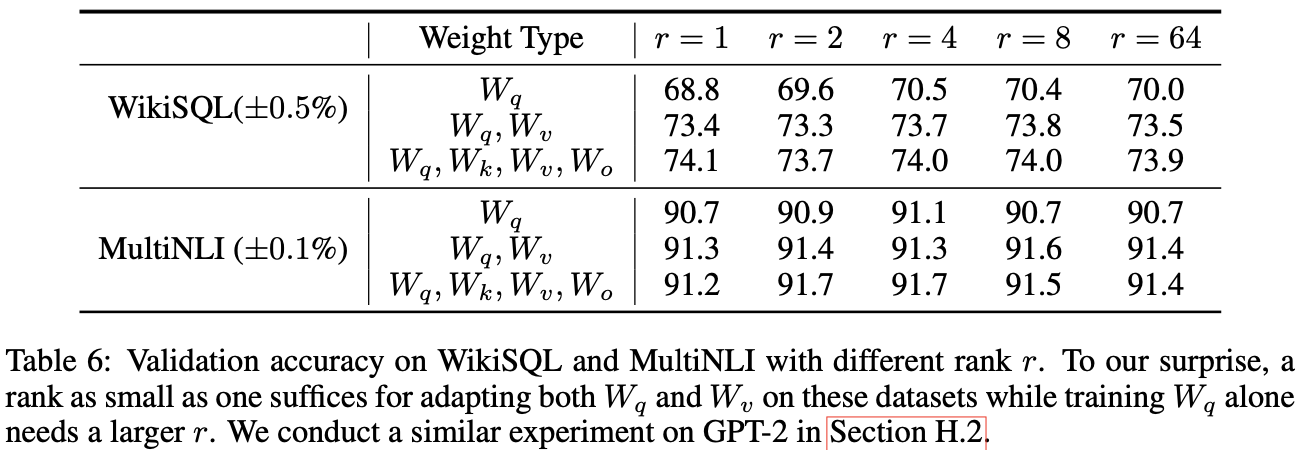 Weight Type r = 1 r = 2 r = 4 r = 8 r = 64
W_q 68.8 69.6 70.5 70.4 70.0
WikiSQL(±0.5%) W_q, W_v 73.4 73.3 73.7 73.8 73.5
W_q, W_k, W_v, W_o 74.1 73.7 74.0 74.0 73.9
W_q 90.7 90.9 91.1 90.7 90.7
MultiNLI (±0.1%) W_q, W_v 91.3 91.4 91.3 91.6 91.4
W_q, W_k, W_v, W_o 91.2 91.7 91.7 91.5 91.4
Table 6: Validation accuracy on WikiSQL and MultiNLI with different rank r. To our surprise, a
rank as small as one suffices for adapting both W_q and W_v on these datasets while training W_q alone
needs a larger r. We conduct a similar experiment on GPT-2 in Section H.2.